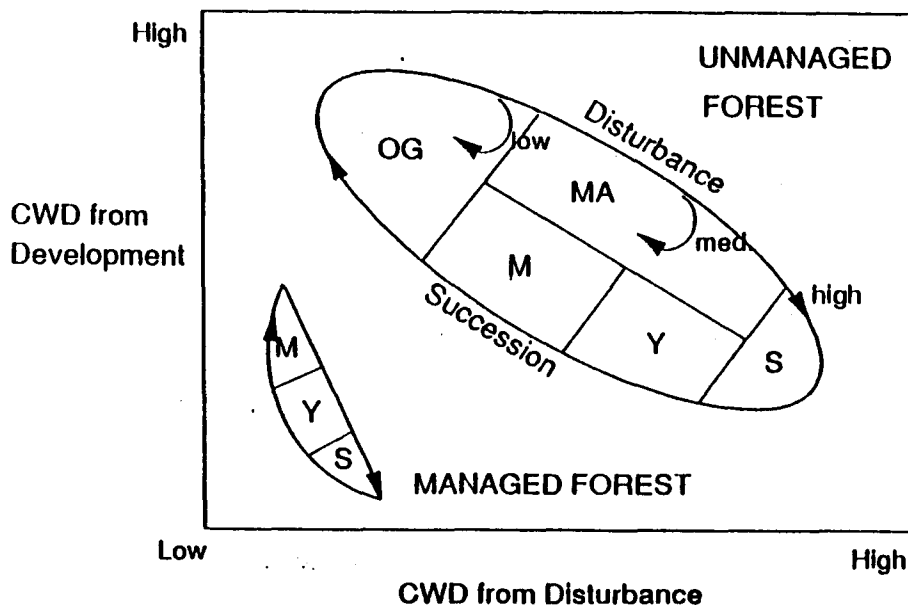 High
UNMANAGED
FOREST
Disturbance
OG
low
MA
CWD from
Development
med.
M
high
Succession
Y
S
M
Y
S
MANAGED FOREST
Low
High
CWD from Disturbance